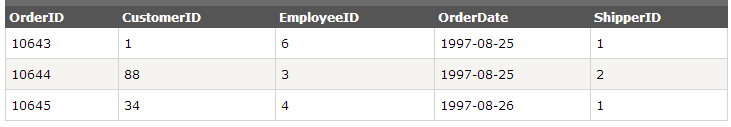 OrderID CustomerID EmployeeID OrderDate ShipperID
10643 1 6 1997-08-25 1
10644 88 3 1997-08-25 2
10645 34 4 1997-08-26 1